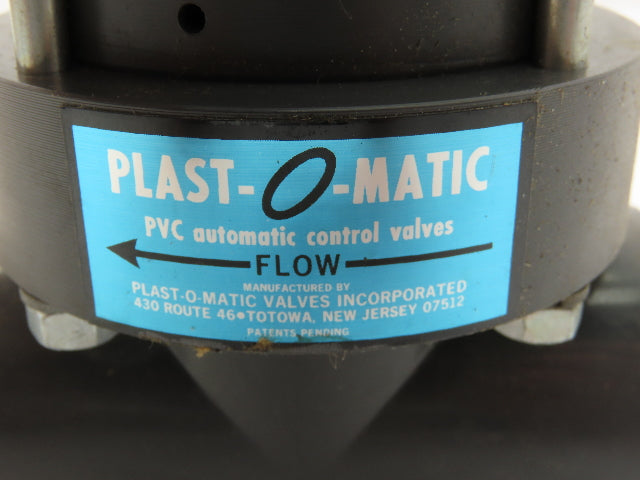 PLAST-O-MATIC
PVC automatic control valves
FLOW
MANUFACTURED BY
PLAST-O-MATIC VALVES INCORPORATED
430 ROUTE 46●TOTOWA, NEW JERSEY 07512
PATENTS PENDING